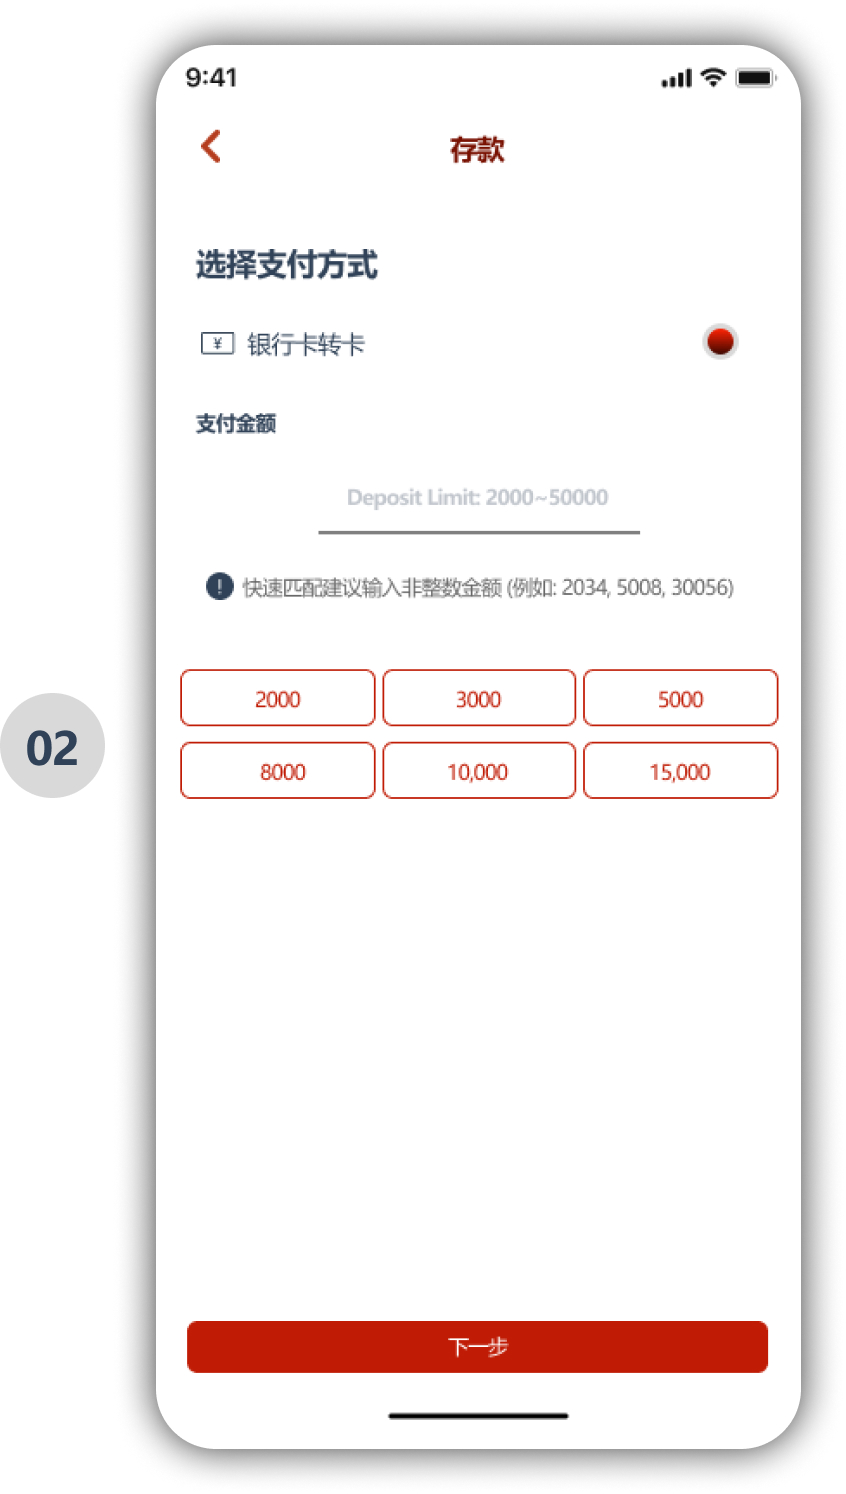 9:41
存款
选择支付方式
¥ 银行卡转卡
支付金额
Deposit Limit: 2000~50000
! 快速匹配建议输入非整数金额 (例如: 2034, 5008, 30056)
2000 3000 5000
02
8000 10,000 15,000
下一步